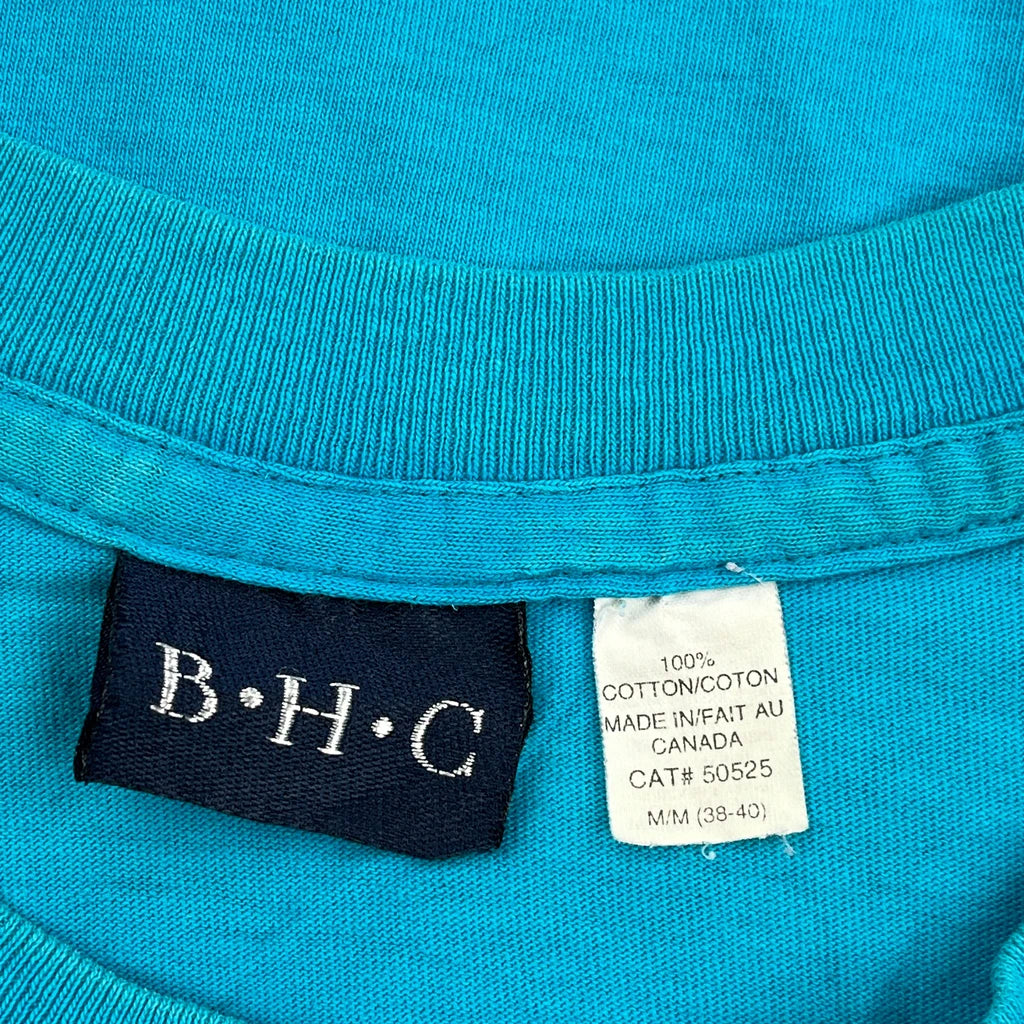 B·H·C
100%
COTTON/COTON
MADE IN/FAIT AU
CANADA
CAT# 50525
M/M (38-40)